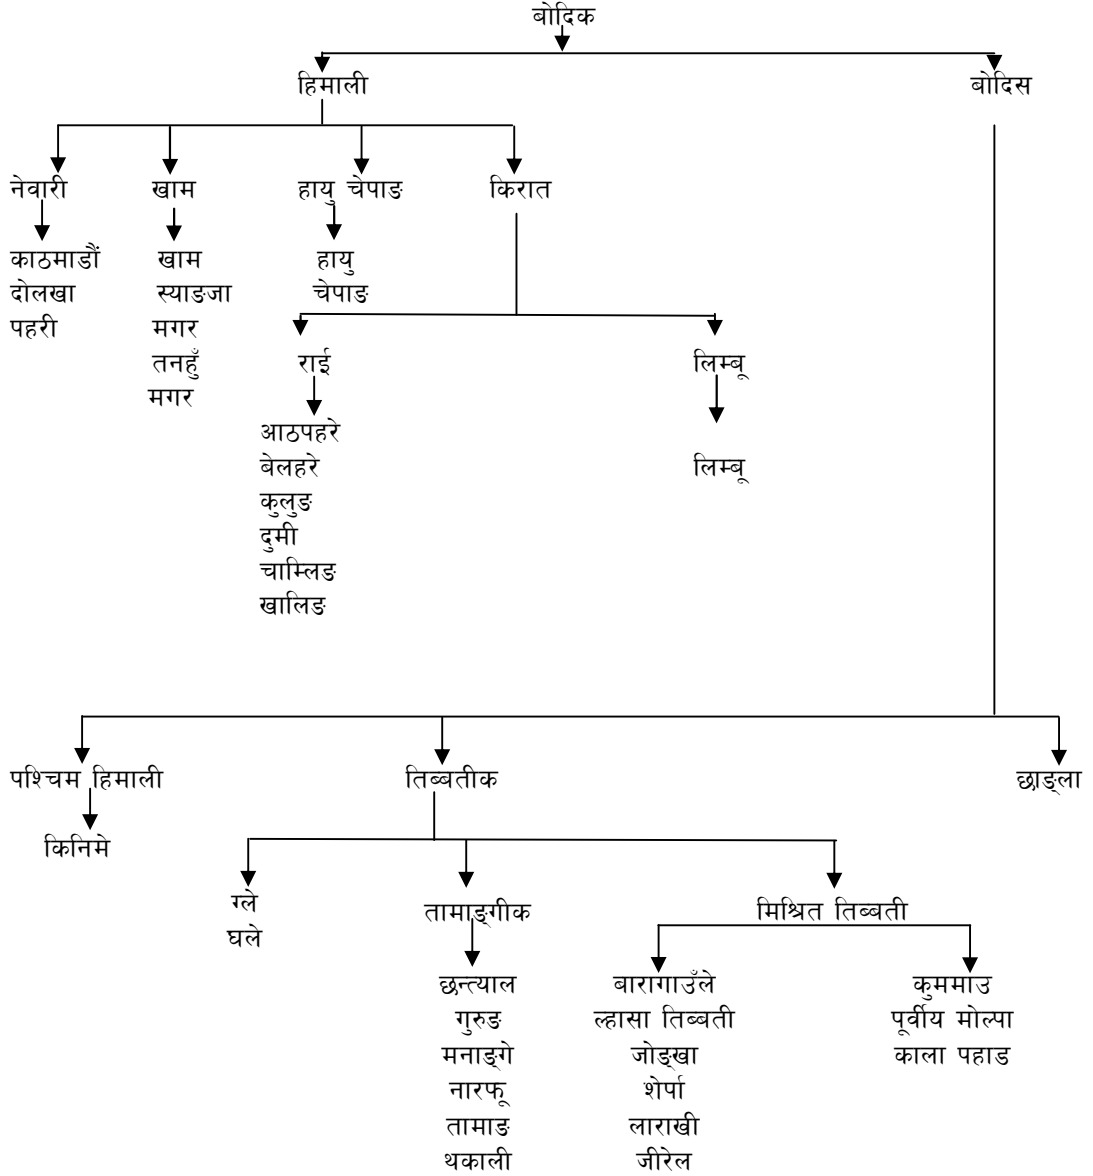 बोदिक
हिमाली
बोदिस
नेवारी
खाम
हायु चेपाङ
किरात
काठमाडौं
दोलखा
पहरी
खाम
स्याङजा
मगर
तनहुँ
मगर
हायु
चेपाङ
राई
लिम्बू
आठपहरे
बेलहरे
कुलुङ
दुमी
चाम्लिङ
खालिङ
लिम्बू
पश्चिम हिमाली
तिब्बतीक
छाङ्ला
किनिमे
ग्ले
घले
तामाङ्गीक
मिश्रित तिब्बती
छन्त्याल
गुरुङ
मनाङ्गे
नारफू
तामाङ
थकाली
बारागाउँले
ल्हासा तिब्बती
जोङ्खा
शेर्पा
लाराखी
जीरेल
कुममाउ
पूर्वीय मोल्पा
काला पहाड